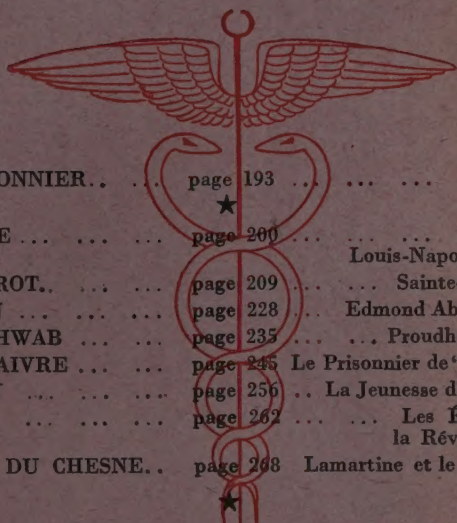 ONNIER.. ... page 193 ... ... ...
★
E ... ... ... page 200 ... ... ...
Louis-Napo
ROT.. ... ... page 209 ... ... Sainte
... ... page 228 ... Edmond Ab
HWAB ... ... page 235 ... ... Proudh
AIVRE ... ... page 245 Le Prisonnier de
... ... ... page 256 .. La Jeunesse d
... ... ... page 262 ... ... Les
la Rév
DU CHESNE.. page 268 Lamartine et le
★